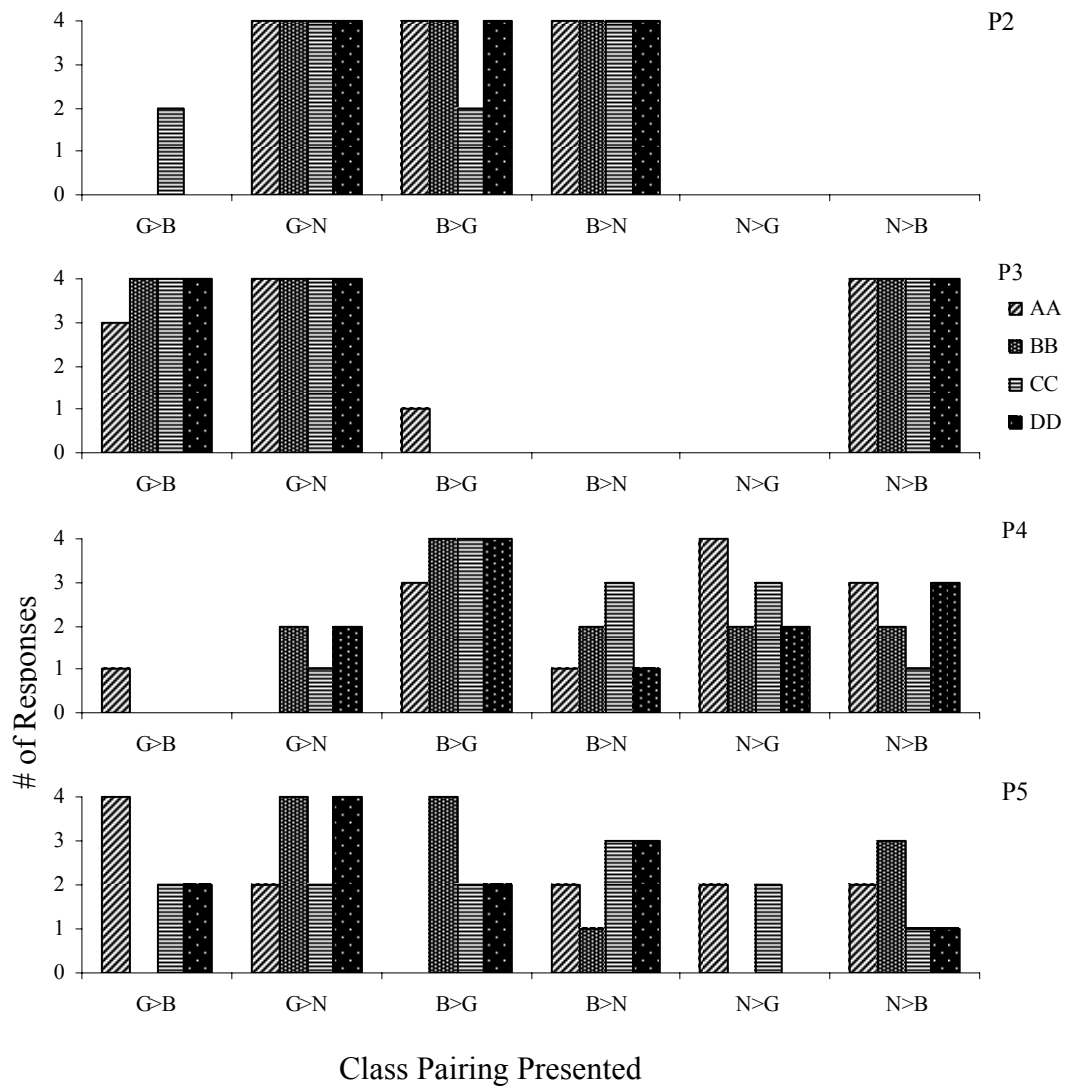 P2
4
3
2
1
0
G>B G>N B>G B>N N>G N>B
P3
4
3
2
1
0
G>B G>N B>G B>N N>G N>B
AA
BB
CC
DD
P4
4
3
2
1
0
G>B G>N B>G B>N N>G N>B
P5
4
3
2
1
0
G>B G>N B>G B>N N>G N>B
# of Responses
Class Pairing Presented